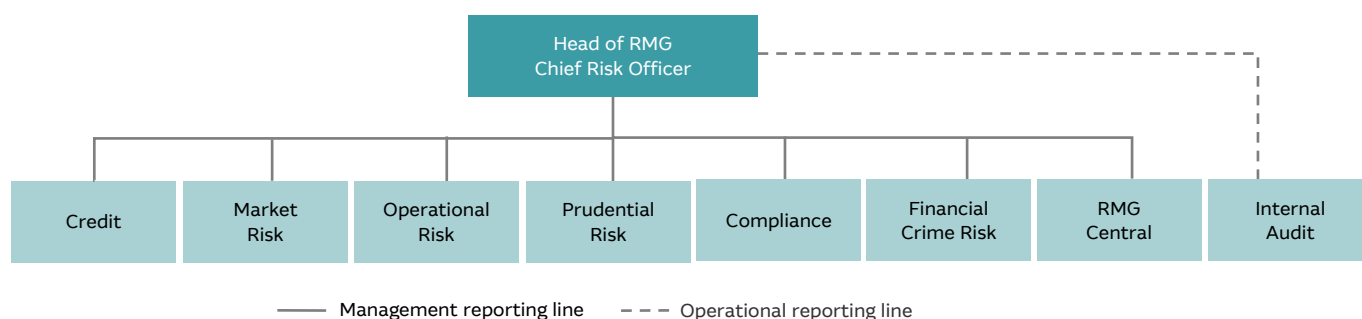 Head of RMG
Chief Risk Officer
Credit
Market
Risk
Operational
Risk
Prudential
Risk
Compliance
Financial
Crime Risk
RMG
Central
Internal
Audit
Management reporting line
Operational reporting line